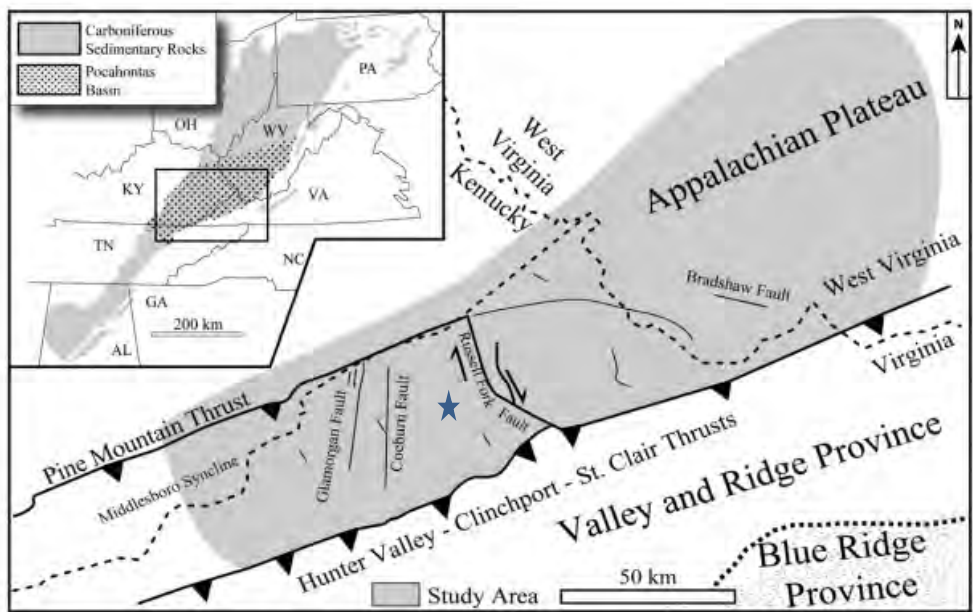 Carboniferous
Sedimentary Rocks
Pocahontas
Basin
PA
OH
WV
KY
VA
TN
NC
GA
AL
200 km
N
West
Virginia
Kentucky
Appalachian Plateau
Bradshaw Fault
West Virginia
Virginia
Russell Fork
Fault
Pine Mountain Thrust
Middlesboro Syncline
Glamorgan Fault
Coeburn Fault
Hunter Valley - Clinchport - St. Clair Thrusts
Valley and Ridge Province
Blue Ridge
Province
Study Area
50 km